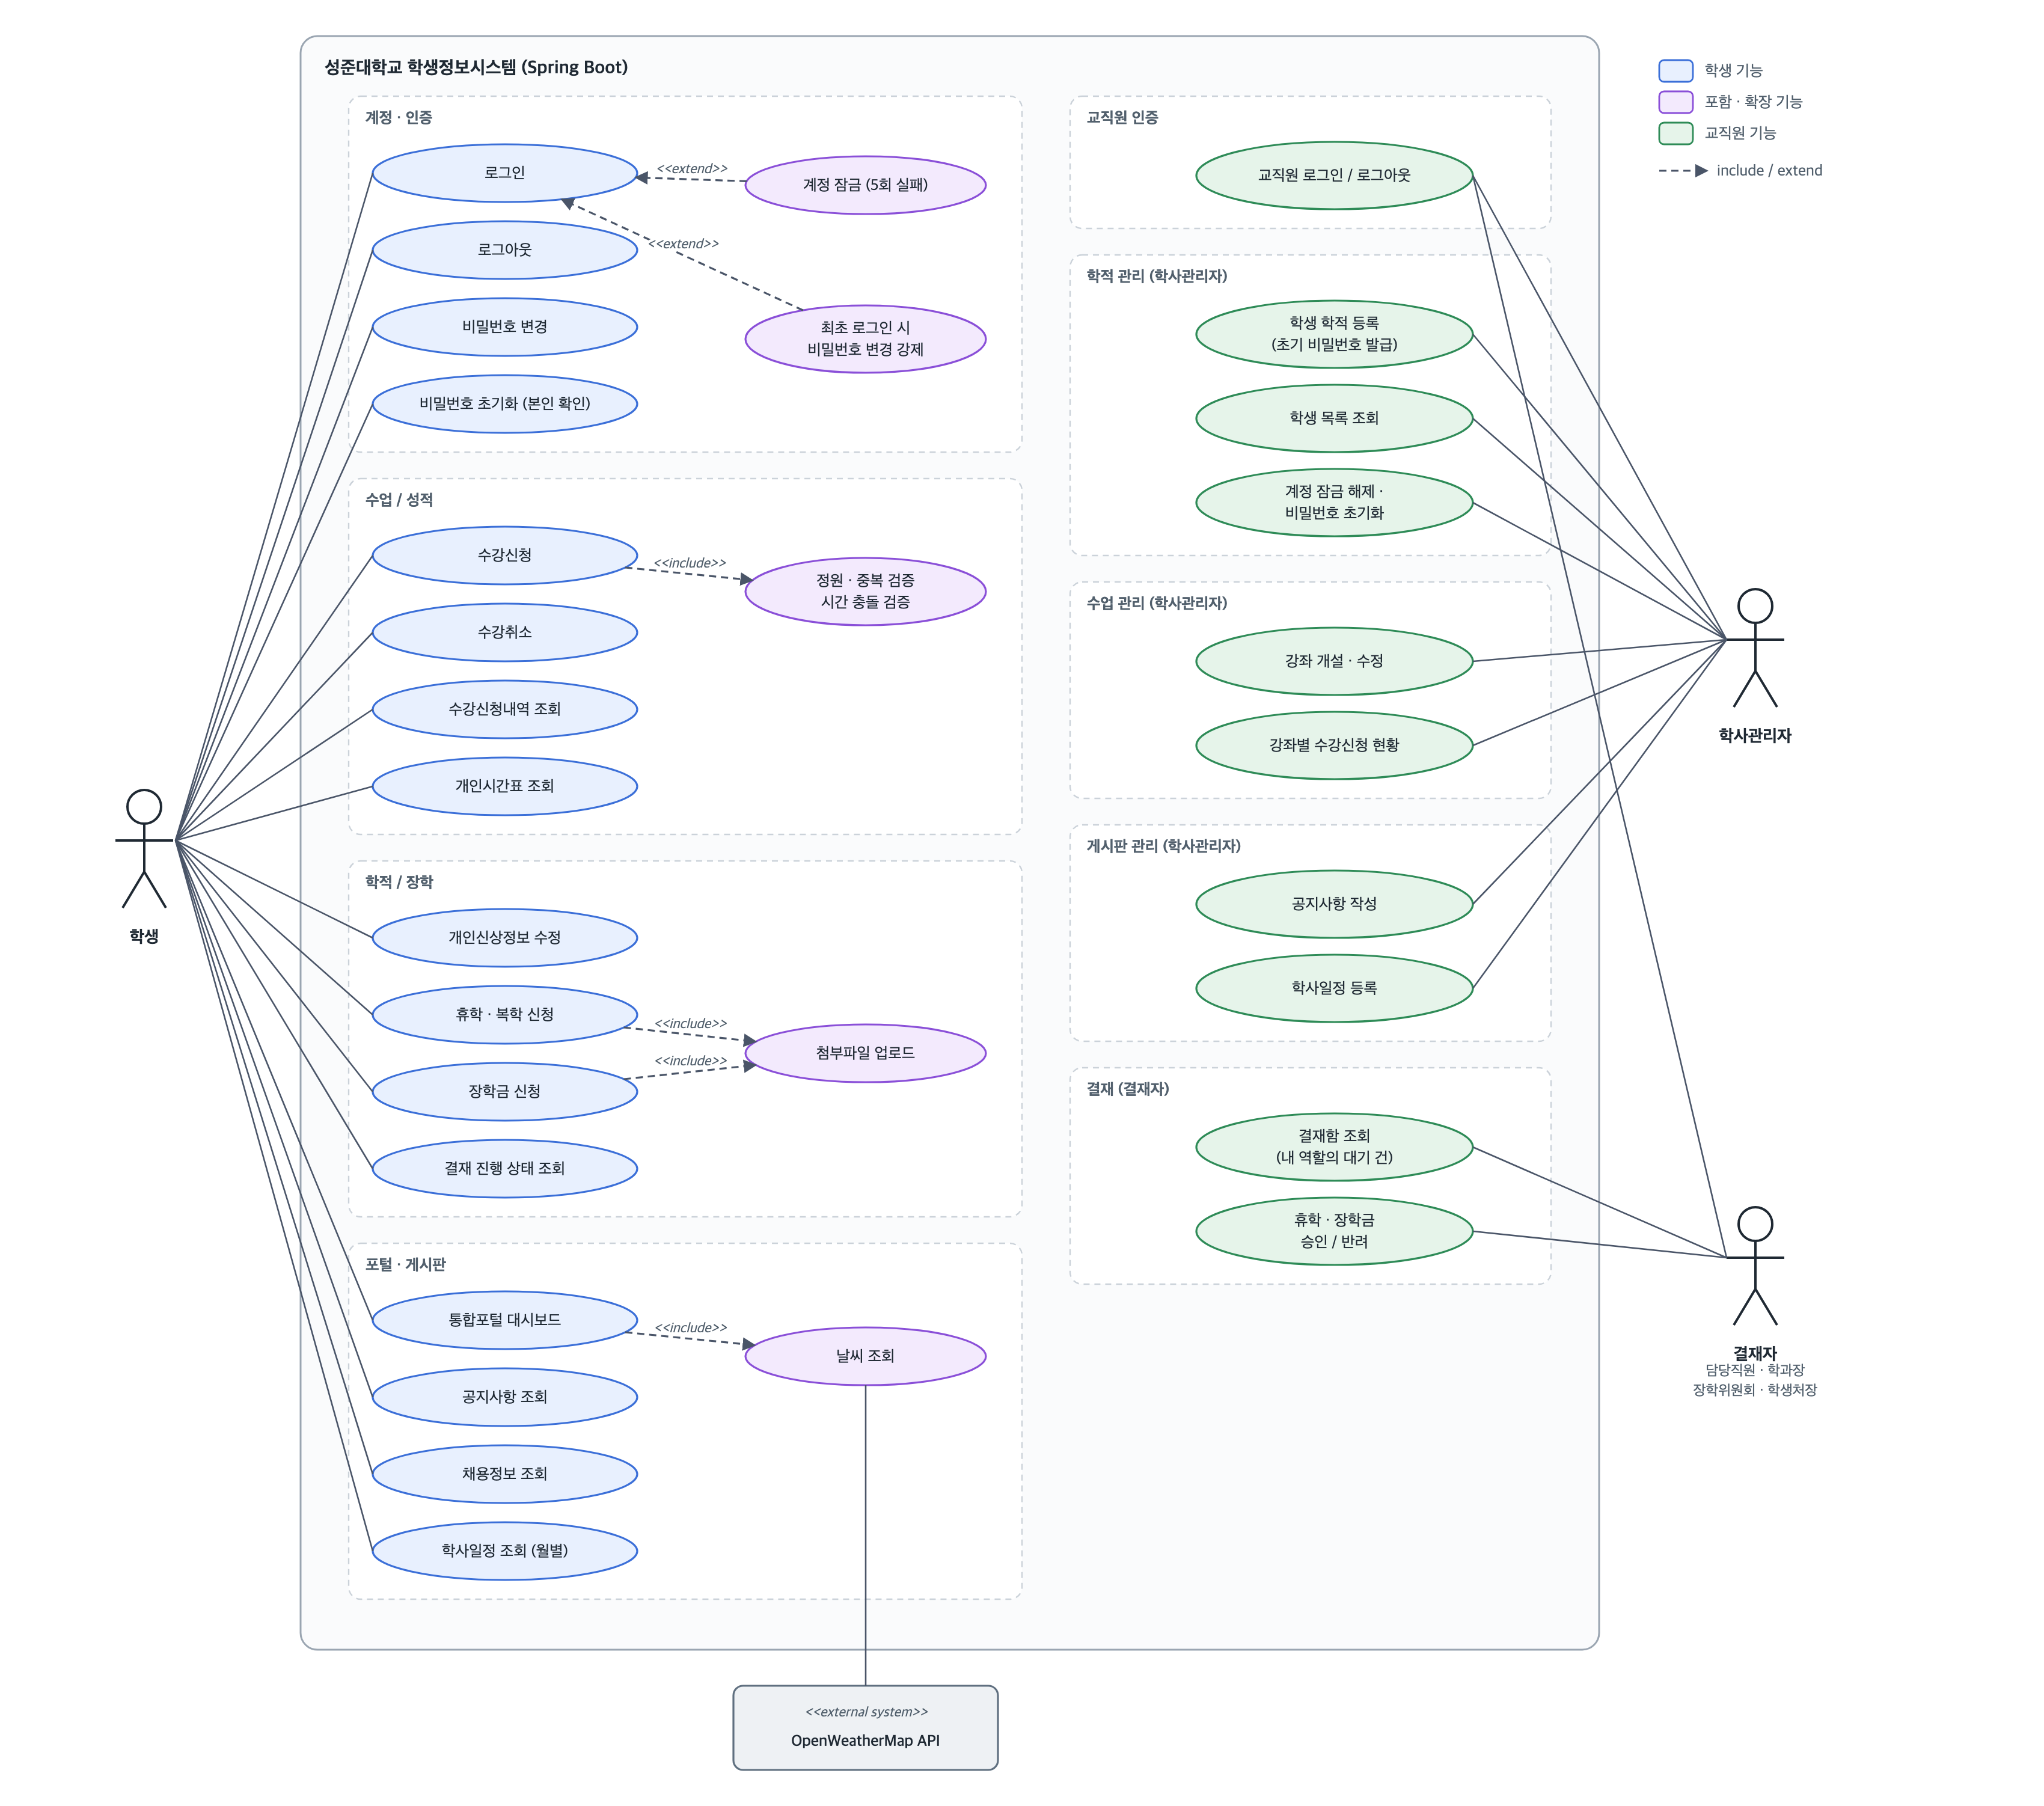 성준대학교 학생정보시스템 (Spring Boot)
계정 · 인증
로그인
<<extend>>
계정 잠금 (5회 실패)
로그아웃
<<extend>>
비밀번호 변경
최초 로그인 시
비밀번호 변경 강제
비밀번호 초기화 (본인 확인)
수업 / 성적
수강신청
<<include>>
정원 · 중복 검증
시간 충돌 검증
수강취소
수강신청내역 조회
개인시간표 조회
학생
학적 / 장학
개인신상정보 수정
휴학 · 복학 신청
<<include>>
첨부파일 업로드
<<include>>
장학금 신청
결재 진행 상태 조회
포털 · 게시판
통합포털 대시보드
<<include>>
날씨 조회
공지사항 조회
채용정보 조회
학사일정 조회 (월별)
<<external system>>
OpenWeatherMap API
교직원 인증
교직원 로그인 / 로그아웃
학적 관리 (학사관리자)
학생 학적 등록
(초기 비밀번호 발급)
학생 목록 조회
계정 잠금 해제 ·
비밀번호 초기화
수업 관리 (학사관리자)
강좌 개설 · 수정
강좌별 수강신청 현황
게시판 관리 (학사관리자)
공지사항 작성
학사일정 등록
결재 (결재자)
결재함 조회
(내 역할의 대기 건)
휴학 · 장학금
승인 / 반려
학생 기능
포함 · 확장 기능
교직원 기능
include / extend
학사관리자
결재자
담당직원 · 학과장
장학위원회 · 학생처장